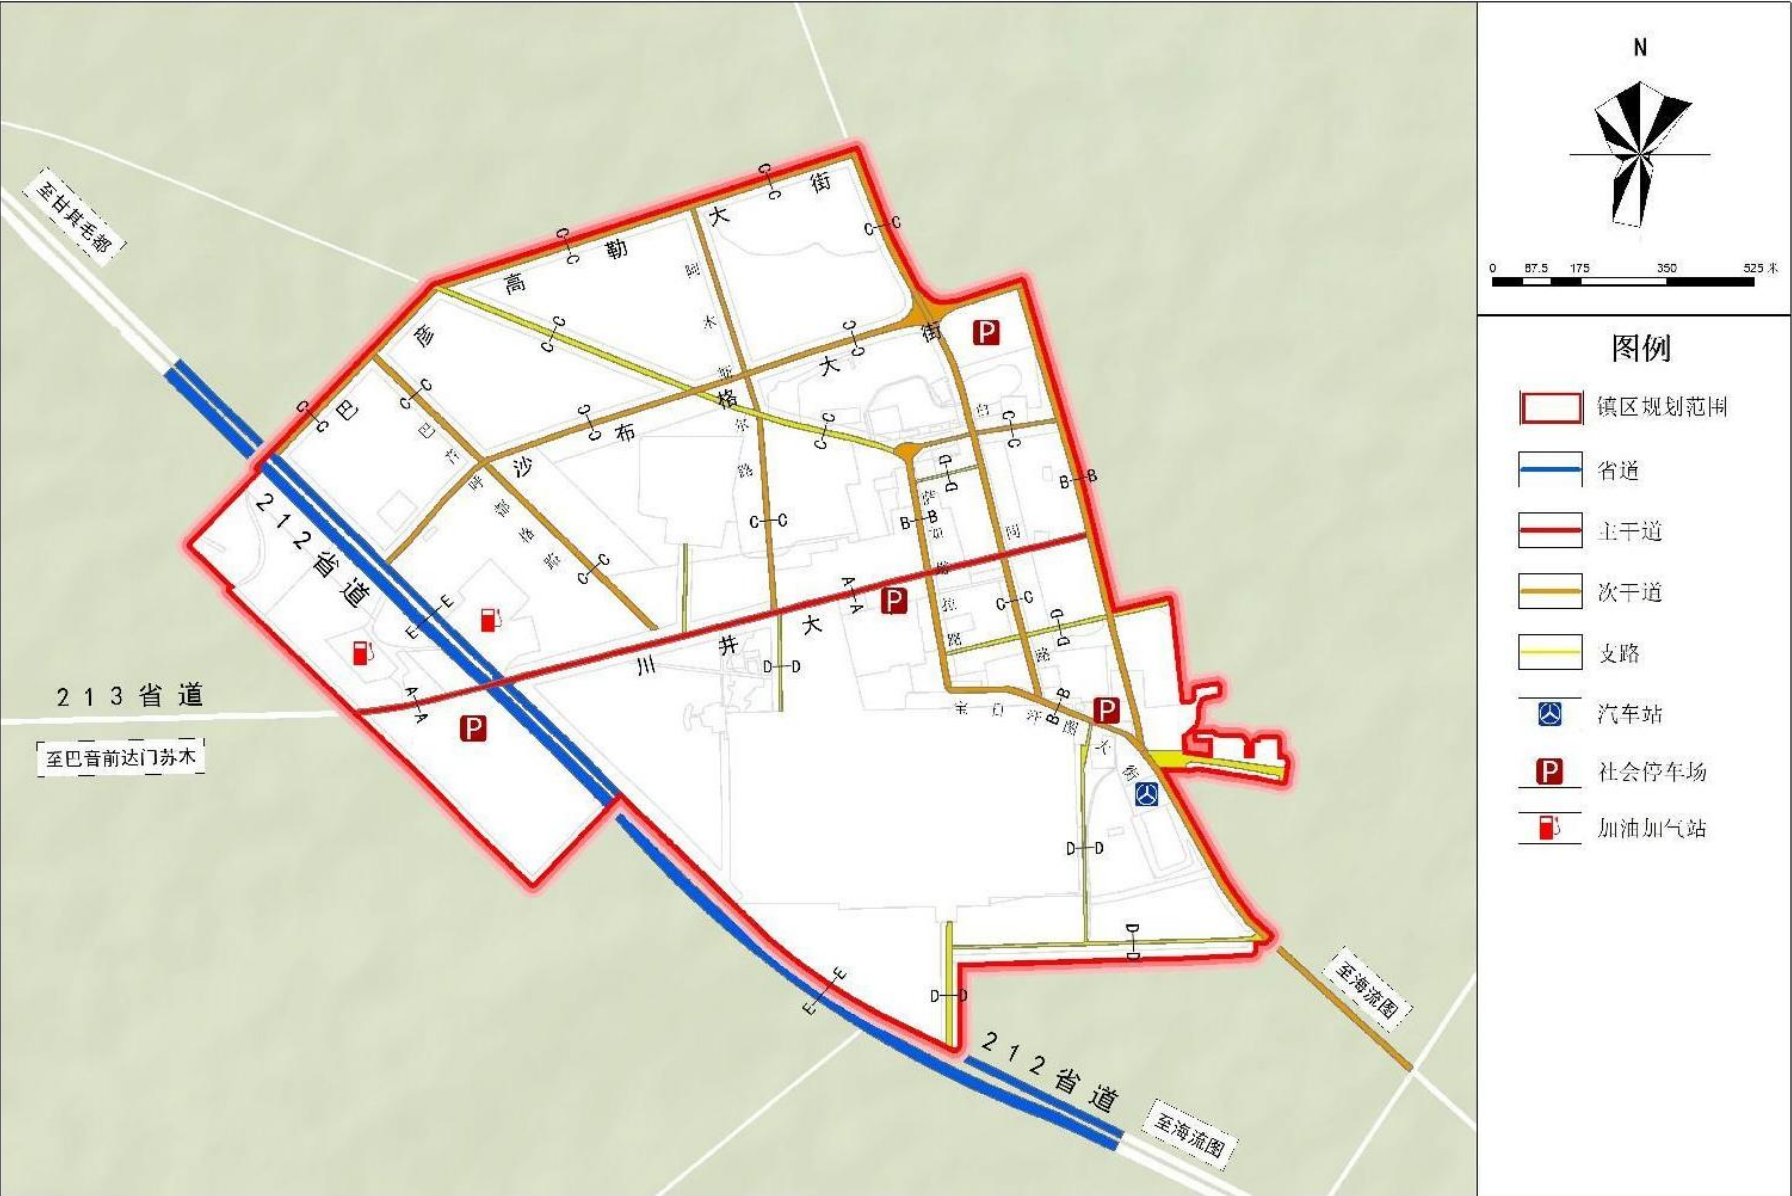 N
0 87.5 175 350 525 米
图例
镇区规划范围
省道
主干道
次干道
支路
汽车站
P 社会停车场
加油加气站
至甘其毛都
巴彦高勒大街
沙布格大街
川井大
212省道
213省道
至巴音前达门苏木
212省道
至海流图
至海流图
C—C
C—C
C—C
C—C
C—C
C—C
C—C
C—C
C—C
C—C
C—C
C—C
C—C
B—B
B—B
B—B
A—A
A—A
D—D
D—D
D—D
D—D
D—D
D—D
E—E
E—E
P
P
P
P